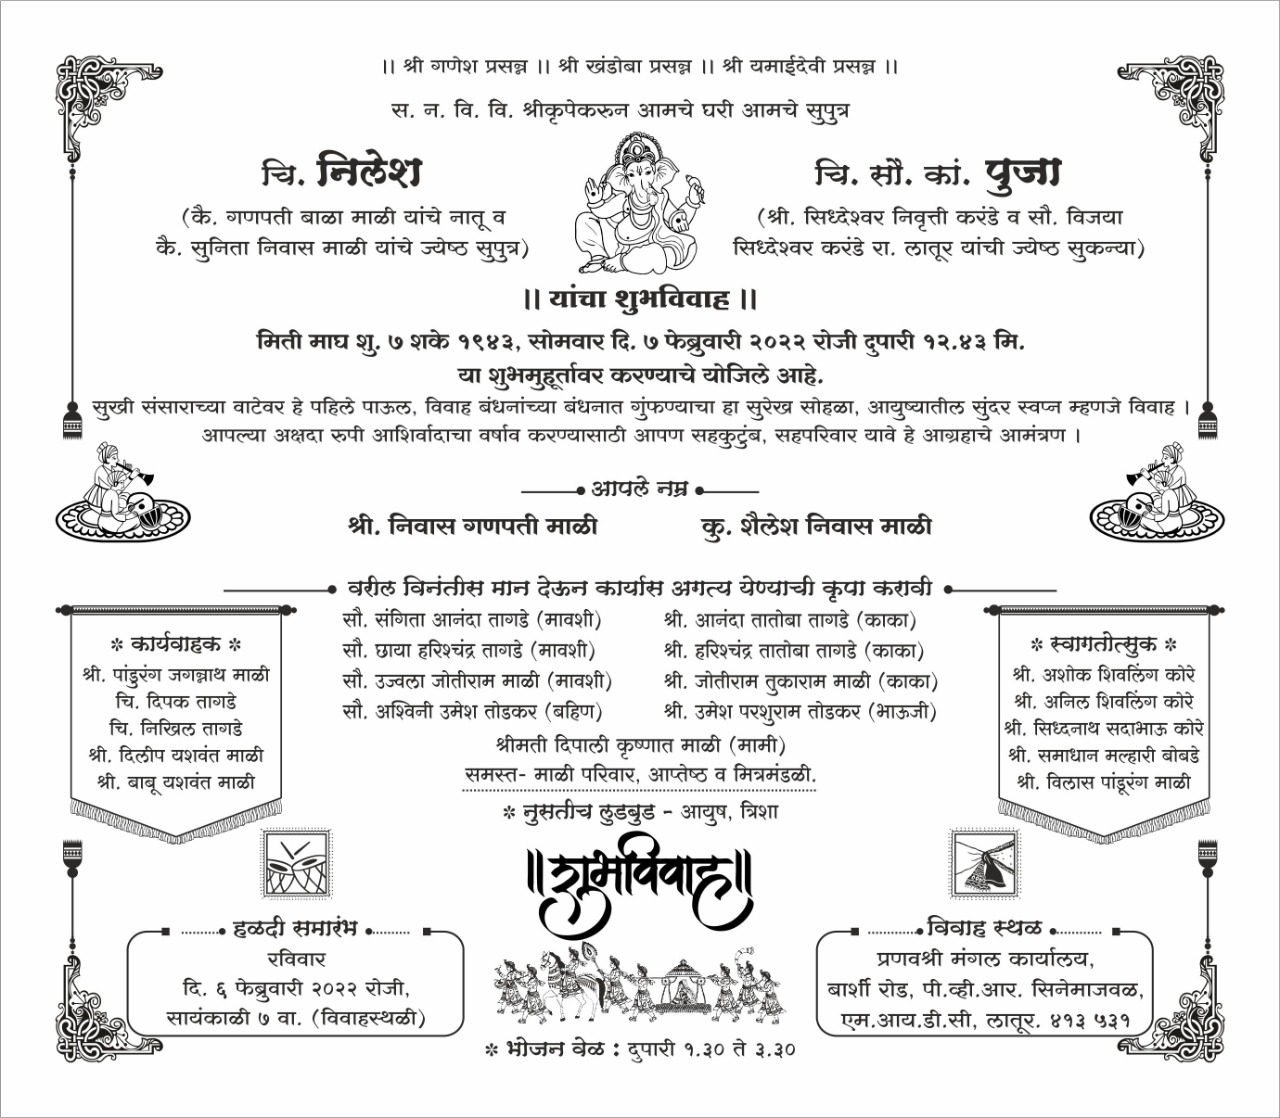 ।। श्री गणेश प्रसन्न ।। श्री खंडोबा प्रसन्न ।। श्री यमाईदेवी प्रसन्न ।।
स. न. वि. वि. श्रीकृपेकरुन आमचे घरी आमचे सुपुत्र
चि. निलेश
(कै. गणपती बाळा माळी यांचे नातू व
कै. सुनिता निवास माळी यांचे ज्येष्ठ सुपुत्र)
चि. सौ. कां. पुजा
(श्री. सिध्देश्वर निवृत्ती करंडे व सौ. विजया
सिध्देश्वर करंडे रा. लातूर यांची ज्येष्ठ सुकन्या)
।। यांचा शुभविवाह ।।
मिती माघ शु. ७ शके १९४३, सोमवार दि. ७ फेब्रुवारी २०२२ रोजी दुपारी १२.४३ मि.
या शुभमुहूर्तावर करण्याचे योजिले आहे.
सुखी संसाराच्या वाटेवर हे पहिले पाऊल, विवाह बंधनांच्या बंधनात गुंफण्याचा हा सुरेख सोहळा, आयुष्यातील सुंदर स्वप्न म्हणजे विवाह ।
आपल्या अक्षदा रुपी आशिर्वादाचा वर्षाव करण्यासाठी आपण सहकुटुंब, सहपरिवार यावे हे आग्रहाचे आमंत्रण ।
आपले नम्र
श्री. निवास गणपती माळी
कु. शैलेश निवास माळी
वरील विनंतीस मान देऊन कार्यास अगत्य येण्याची कृपा करावी
सौ. संगिता आनंदा तागडे (मावशी)
श्री. आनंदा तातोबा तागडे (काका)
सौ. छाया हरिश्चंद्र तागडे (मावशी)
श्री. हरिश्चंद्र तातोबा तागडे (काका)
सौ. उज्वला जोतीराम माळी (मावशी)
श्री. जोतीराम तुकाराम माळी (काका)
सौ. अश्विनी उमेश तोडकर (बहिण)
श्री. उमेश परशुराम तोडकर (भाऊजी)
श्रीमती दिपाली कृष्णात माळी (मामी)
समस्त- माळी परिवार, आप्तेष्ठ व मित्रमंडळी.
* नुसतीच लुडबुड - आयुष, त्रिशा
* कार्यवाहक *
श्री. पांडुरंग जगन्नाथ माळी
चि. दिपक तागडे
चि. निखिल तागडे
श्री. दिलीप यशवंत माळी
श्री. बाबू यशवंत माळी
* स्वागतोत्सुक *
श्री. अशोक शिवलिंग कोरे
श्री. अनिल शिवलिंग कोरे
श्री. सिध्दनाथ सदाभाऊ कोरे
श्री. समाधान मल्हारी बोबडे
श्री. विलास पांडूरंग माळी
॥शुभविवाह॥
हळदी समारंभ
रविवार
दि. ६ फेब्रुवारी २०२२ रोजी,
सायंकाळी ७ वा. (विवाहस्थळी)
विवाह स्थळ
प्रणवश्री मंगल कार्यालय,
बार्शी रोड, पी.व्ही.आर. सिनेमाजवळ,
एम.आय.डी.सी, लातूर. ४१३ ५३१
* भोजन वेळ : दुपारी १.३० ते ३.३०